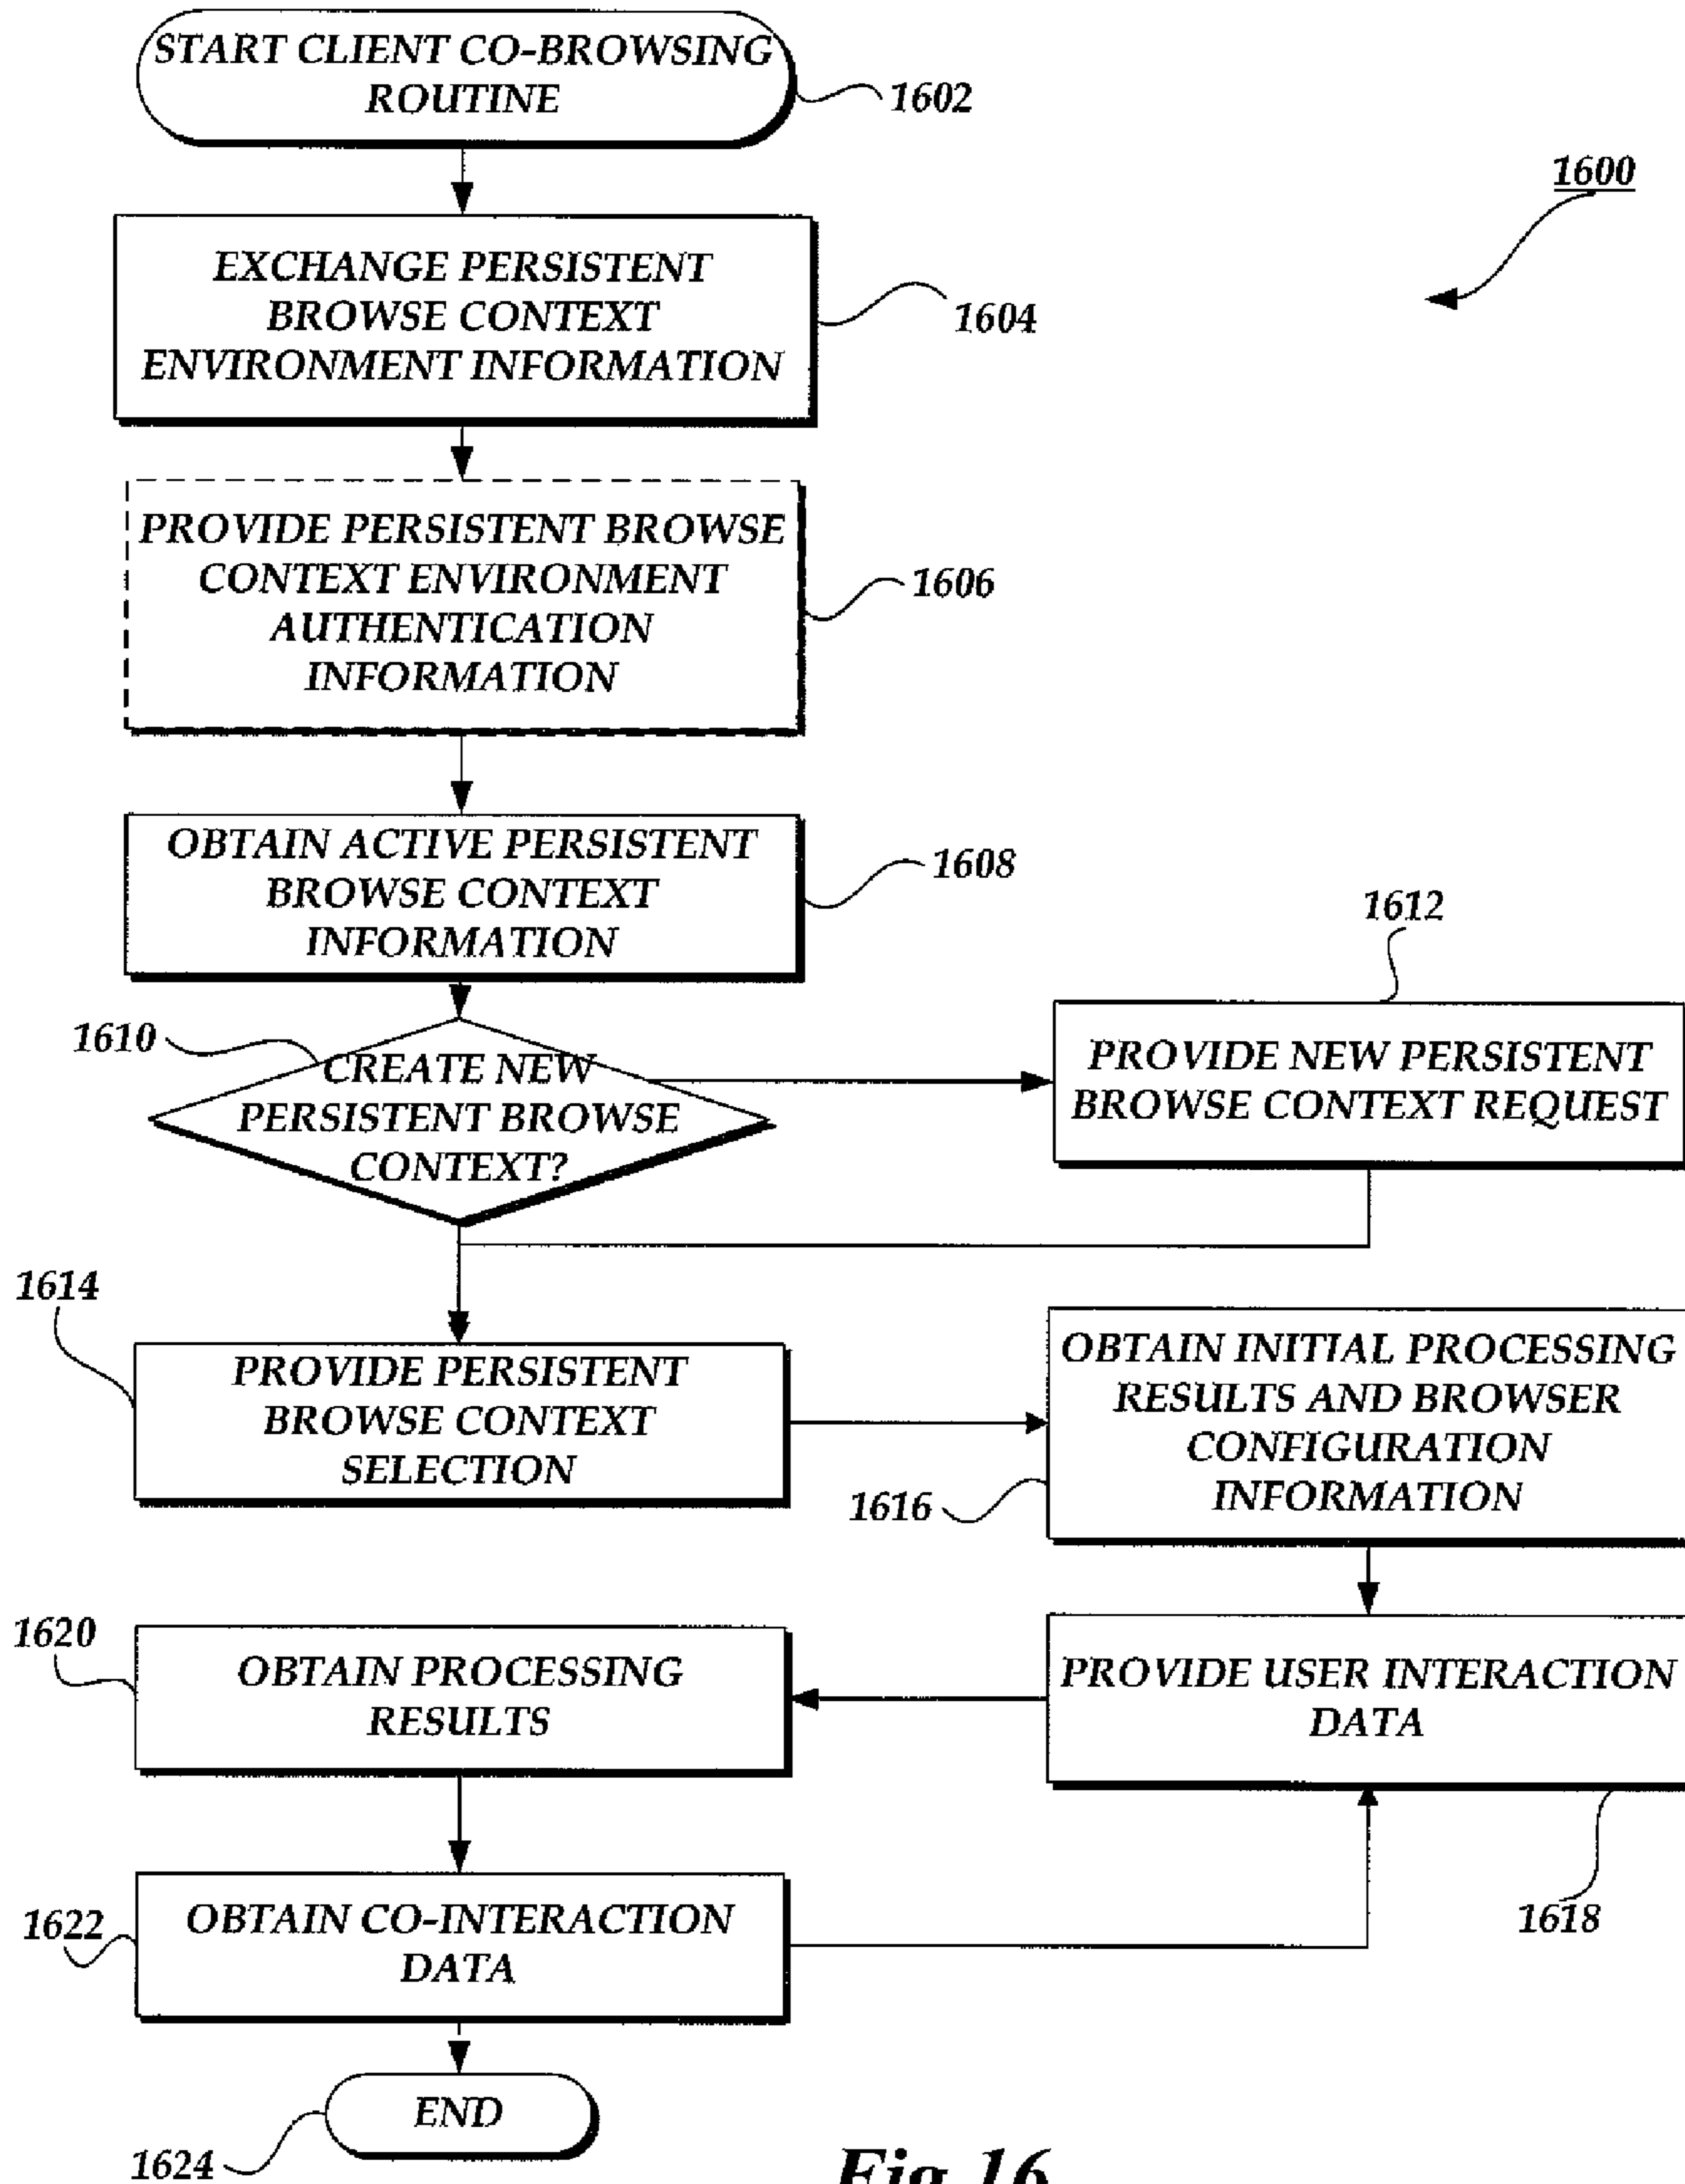 START CLIENT CO-BROWSING
ROUTINE
1602
1600
EXCHANGE PERSISTENT
BROWSE CONTEXT
ENVIRONMENT INFORMATION
1604
PROVIDE PERSISTENT BROWSE
CONTEXT ENVIRONMENT
AUTHENTICATION
INFORMATION
1606
OBTAIN ACTIVE PERSISTENT
BROWSE CONTEXT
INFORMATION
1608
1610
CREATE NEW
PERSISTENT BROWSE
CONTEXT?
1612
PROVIDE NEW PERSISTENT
BROWSE CONTEXT REQUEST
1614
PROVIDE PERSISTENT
BROWSE CONTEXT
SELECTION
OBTAIN INITIAL PROCESSING
RESULTS AND BROWSER
CONFIGURATION
INFORMATION
1616
1620
OBTAIN PROCESSING
RESULTS
PROVIDE USER INTERACTION
DATA
1618
1622
OBTAIN CO-INTERACTION
DATA
END
1624
Fig.16.